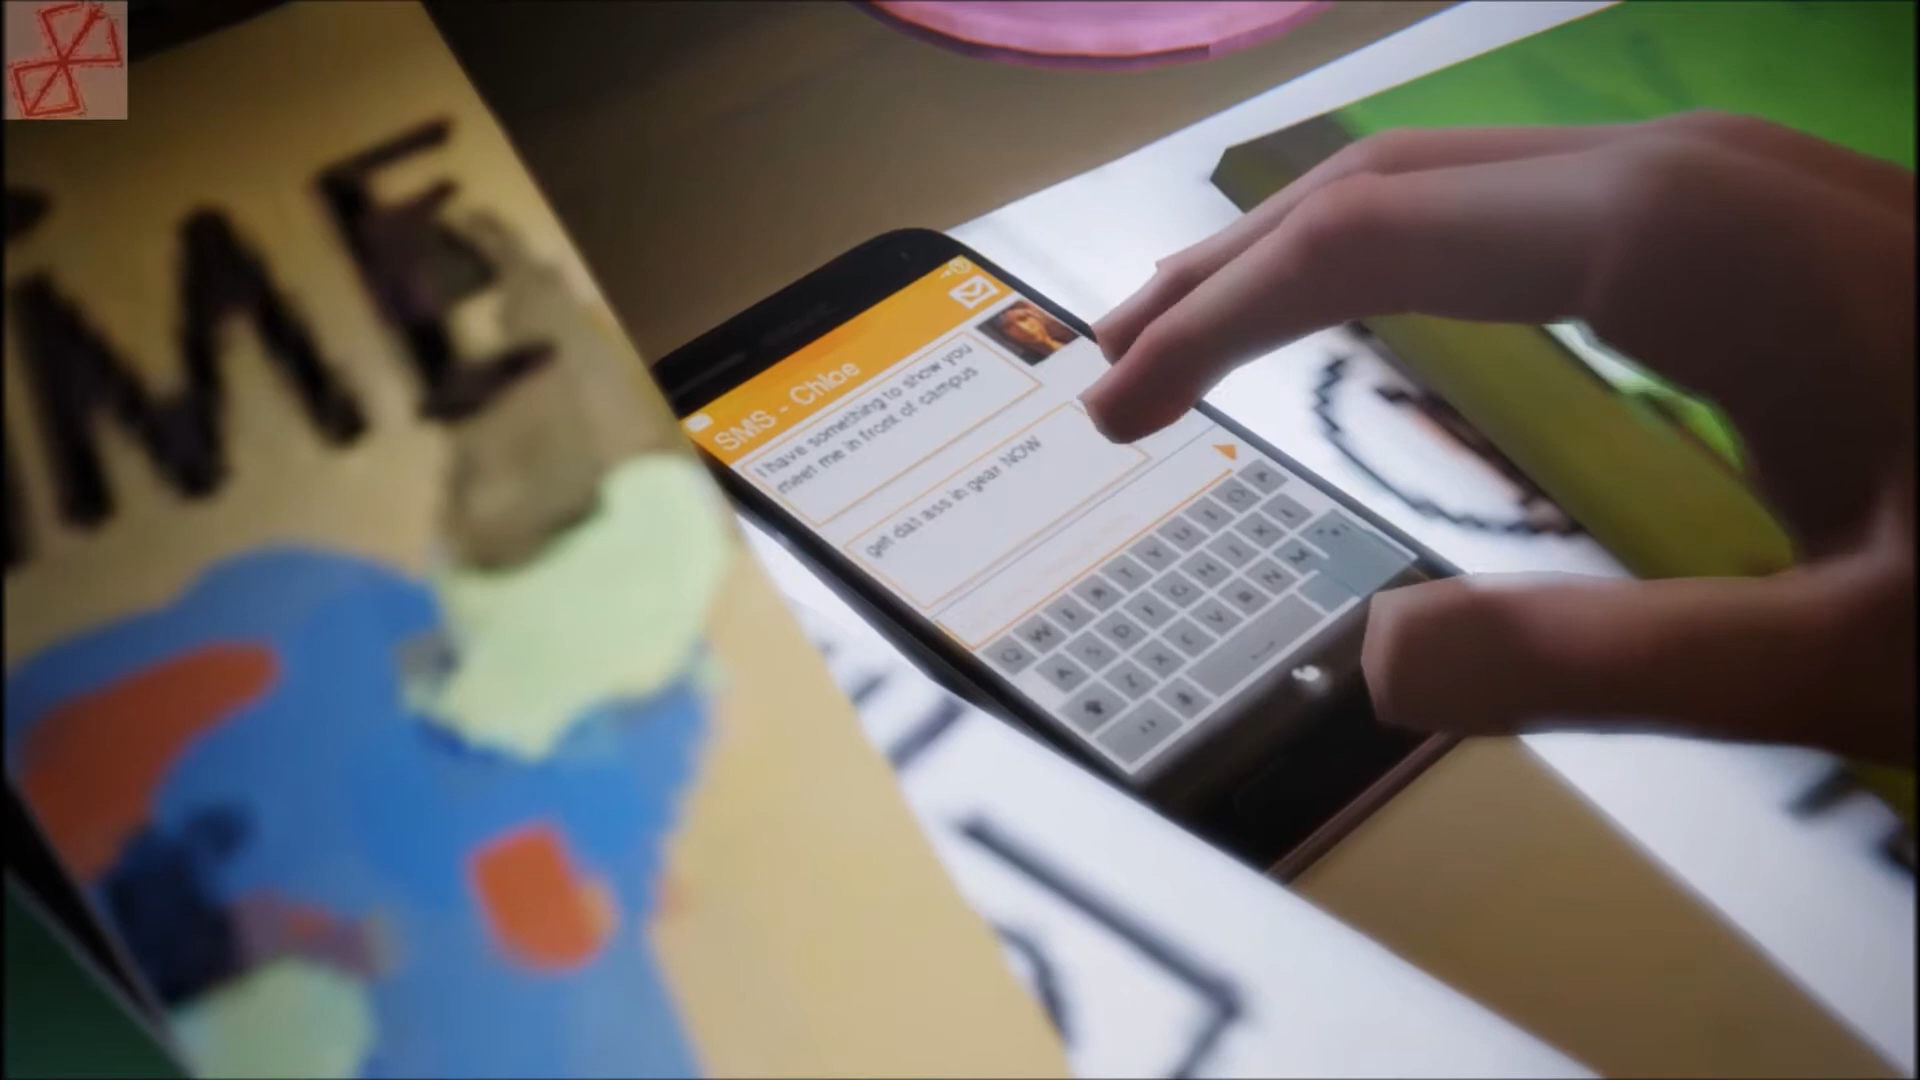 ME
SMS - Chloe
I have something to show you
meet me in front of campus
get dat ass in gear NOW
Q W E R T Y U I O P
A S D F G H J K L
Z X C V B N M